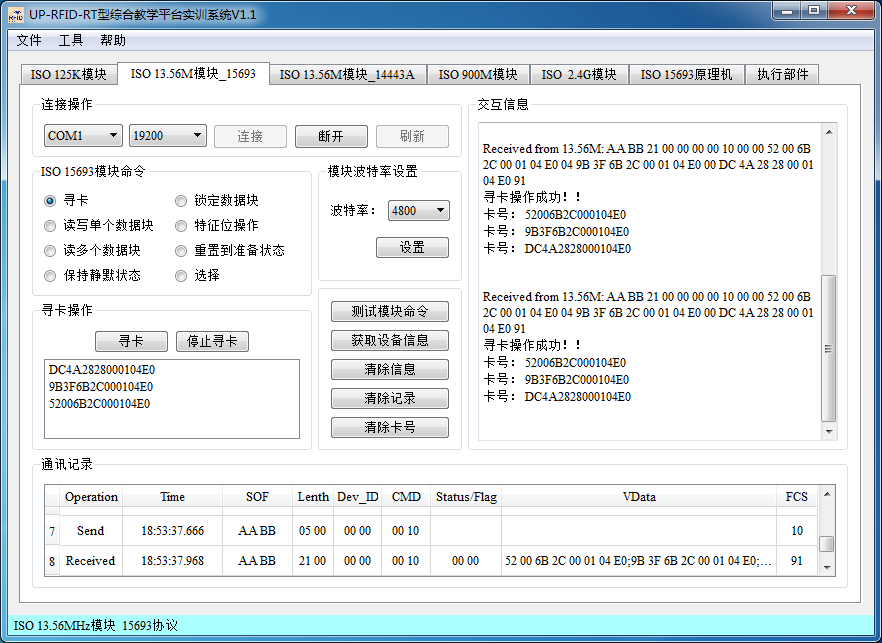 UP-RFID-RT型综合教学平台实训系统V1.1
文件 工具 帮助
ISO 125K模块 ISO 13.56M模块_15693 ISO 13.56M模块_14443A ISO 900M模块 ISO 2.4G模块 ISO 15693原理机 执行部件
连接操作
COM1 19200 连接 断开 刷新
ISO 15693模块命令
寻卡 锁定数据块
读写单个数据块 特征位操作
读多个数据块 重置到准备状态
保持静默状态 选择
模块波特率设置
波特率： 4800
设置
寻卡操作
寻卡 停止寻卡
DC4A2828000104E0
9B3F6B2C000104E0
52006B2C000104E0
测试模块命令
获取设备信息
清除信息
清除记录
清除卡号
交互信息
Received from 13.56M: AA BB 21 00 00 00 00 10 00 00 52 00 6B
2C 00 01 04 E0 04 9B 3F 6B 2C 00 01 04 E0 00 DC 4A 28 28 00 01
04 E0 91
寻卡操作成功！！
卡号： 52006B2C000104E0
卡号： 9B3F6B2C000104E0
卡号： DC4A2828000104E0
Received from 13.56M: AA BB 21 00 00 00 00 10 00 00 52 00 6B
2C 00 01 04 E0 04 9B 3F 6B 2C 00 01 04 E0 00 DC 4A 28 28 00 01
04 E0 91
寻卡操作成功！！
卡号： 52006B2C000104E0
卡号： 9B3F6B2C000104E0
卡号： DC4A2828000104E0
通讯记录
Operation Time SOF Lenth Dev_ID CMD Status/Flag VData FCS
7 Send 18:53:37.666 AA BB 05 00 00 00 00 10 10
8 Received 18:53:37.968 AA BB 21 00 00 00 00 10 00 00 52 00 6B 2C 00 01 04 E0;9B 3F 6B 2C 00 01 04 E0;... 91
ISO 13.56MHz模块 15693协议